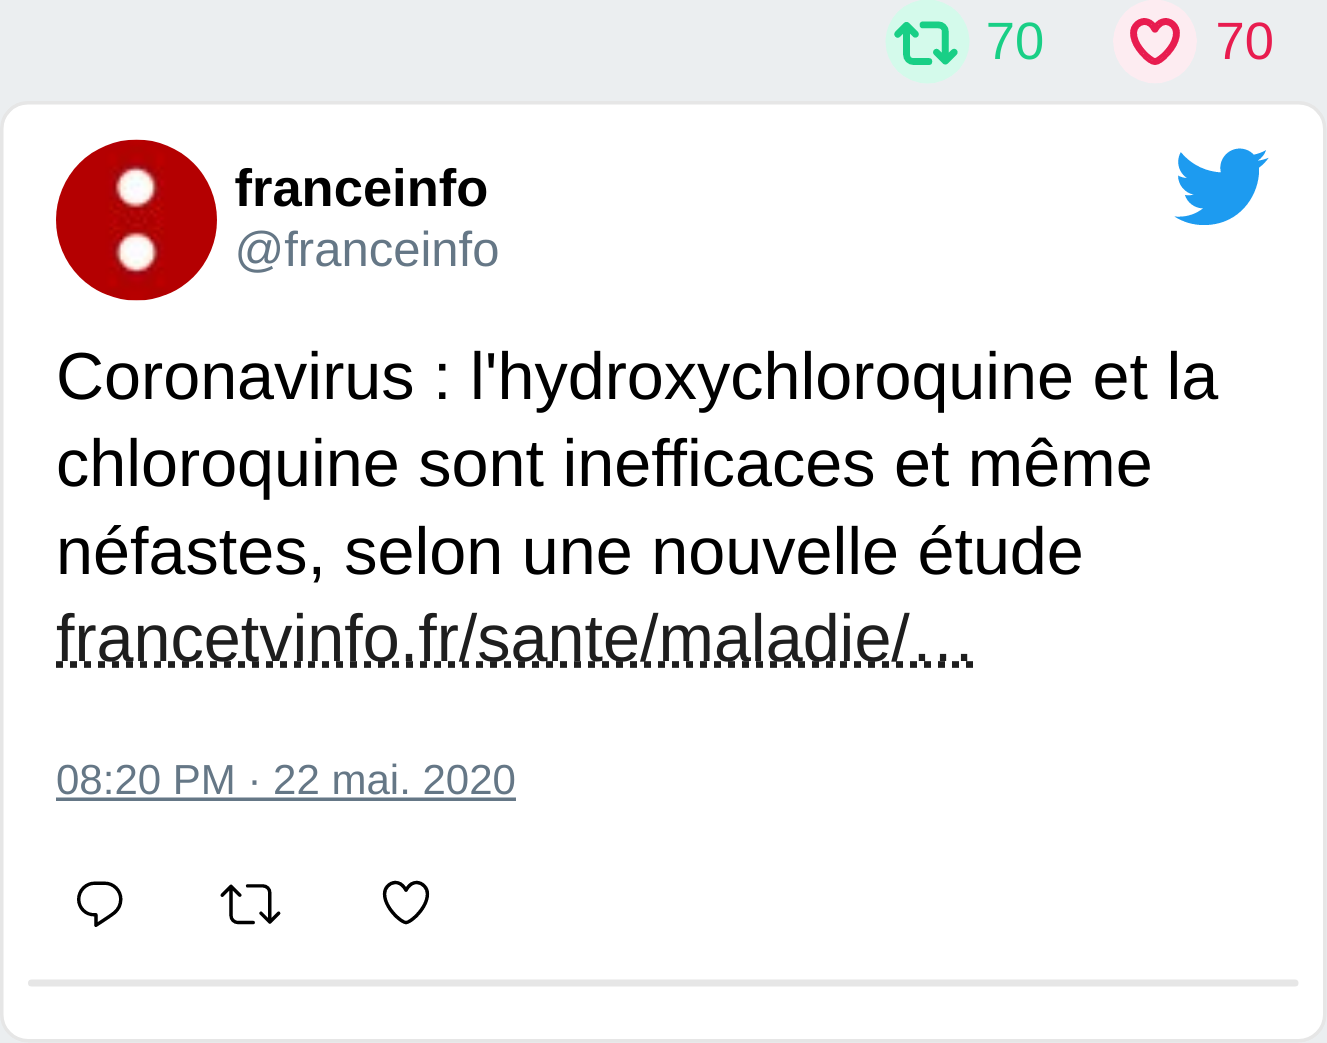 70 70
franceinfo
@franceinfo
Coronavirus : l'hydroxychloroquine et la
chloroquine sont inefficaces et même
néfastes, selon une nouvelle étude
francetvinfo.fr/sante/maladie/...
08:20 PM · 22 mai. 2020